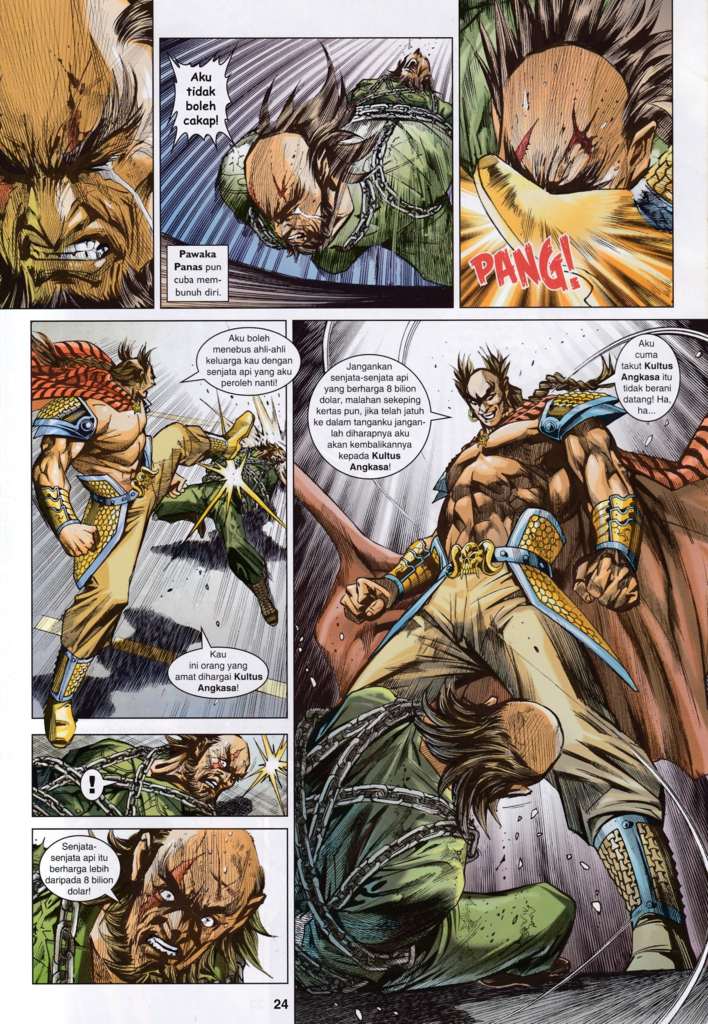 Aku
tidak
boleh
cakap!
Pawaka
Panas pun
cuba mem-
bunuh diri.
PANG!
Aku boleh
menebus ahli-ahli
keluarga kau dengan
senjata api yang aku
peroleh nanti!
Kau
ini orang yang
amat dihargai Kultus
Angkasa!
!
Senjata-
senjata api itu
berharga lebih
daripada 8 bilion
dolar!
Jangankan
senjata-senjata api
yang berharga 8 bilion
dolar, malahan sekeping
kertas pun, jika telah jatuh
ke dalam tanganku jangan-
lah diharapnya aku
akan kembalikannya
kepada Kultus
Angkasa!
Aku
cuma
takut Kultus
Angkasa itu
tidak berani
datang! Ha,
ha...
24